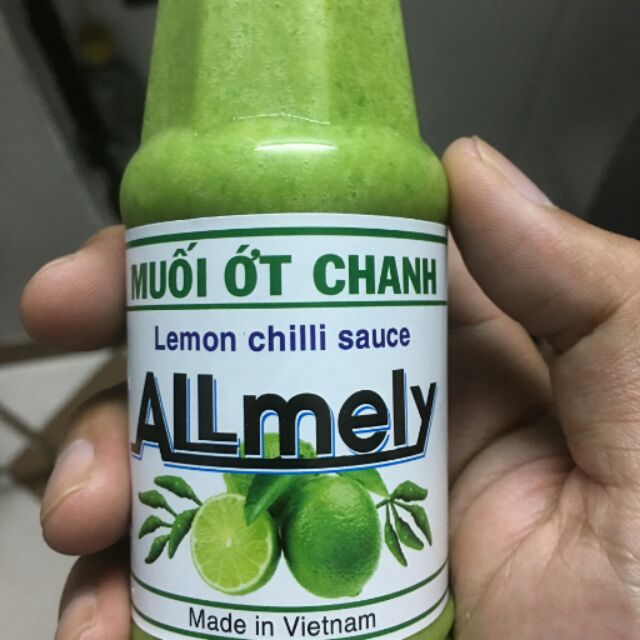 MUỐI ỚT CHANH
Lemon chilli sauce
ALLmely
Made in Vietnam